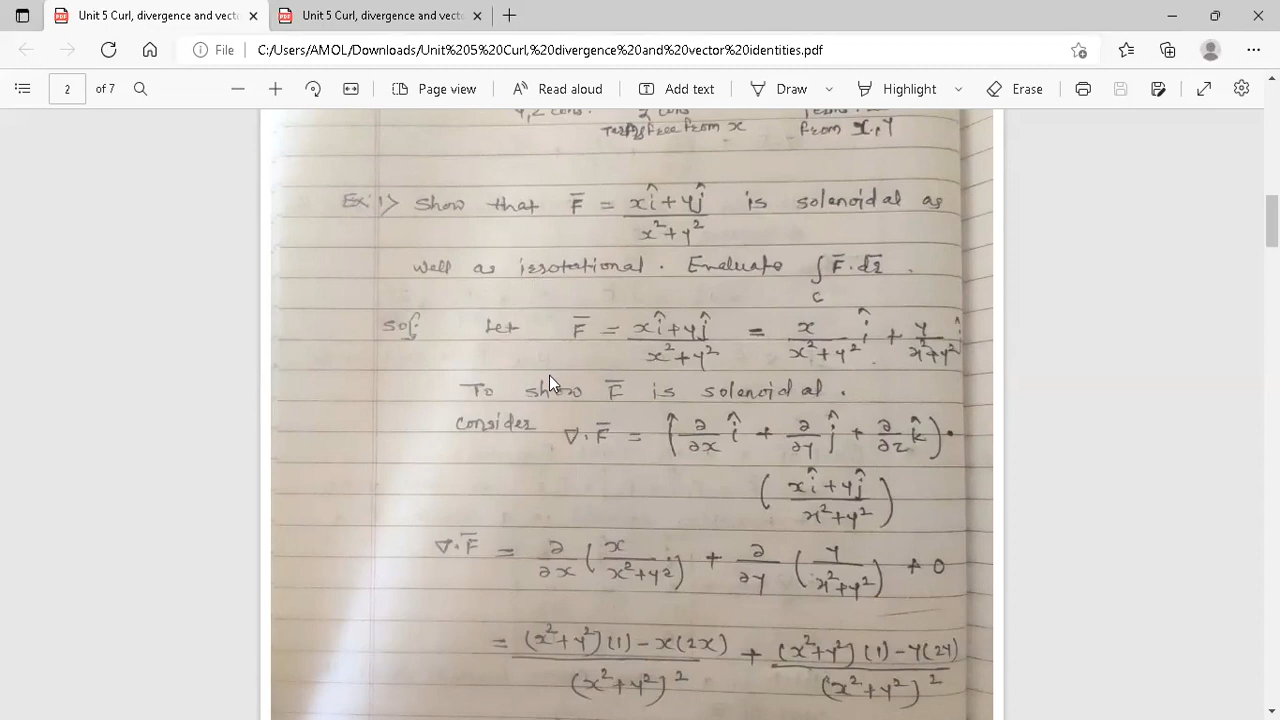 Unit 5 Curl, divergence and vect
Unit 5 Curl, divergence and vect
File C:/Users/AMOL/Downloads/Unit%205%20Curl,%20divergence%20and%20vector%20identities.pdf
2 of 7 Page view Read aloud Add text Draw Highlight Erase
y,z cons.
free from x
from x,y
Ex: 1> Show that F̄ = (xî + yĵ)/(x² + y²) is solenoidal as
well as irrotational. Evaluate ∫_C F̄·dr̄.
Sol: Let F̄ = (xî + yĵ)/(x² + y²) = x/(x² + y²) î + y/(x² + y²) ĵ
To show F̄ is solenoidal.
consider ∇·F̄ = (∂/∂x î + ∂/∂y ĵ + ∂/∂z k̂)·
((xî + yĵ)/(x² + y²))
∇·F̄ = ∂/∂x (x/(x² + y²)) + ∂/∂y (y/(x² + y²)) + 0
= ((x² + y²)(1) - x(2x))/(x² + y²)² + ((x² + y²)(1) - y(2y))/(x² + y²)²